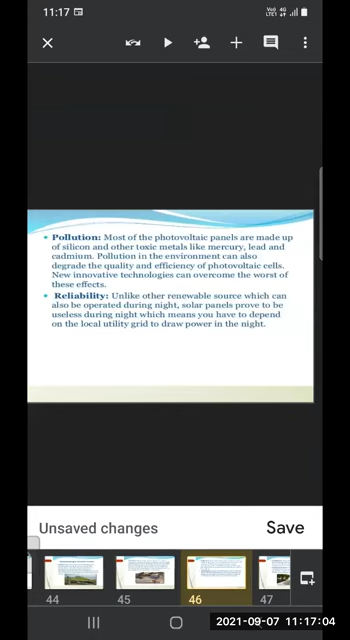 11:17
Vo) 4G
LTE1
• Pollution: Most of the photovoltaic panels are made up
of silicon and other toxic metals like mercury, lead and
cadmium. Pollution in the environment can also
degrade the quality and efficiency of photovoltaic cells.
New innovative technologies can overcome the worst of
these effects.
• Reliability: Unlike other renewable source which can
also be operated during night, solar panels prove to be
useless during night which means you have to depend
on the local utility grid to draw power in the night.
Unsaved changes
Save
44
45
46
47
2021-09-07 11:17:04